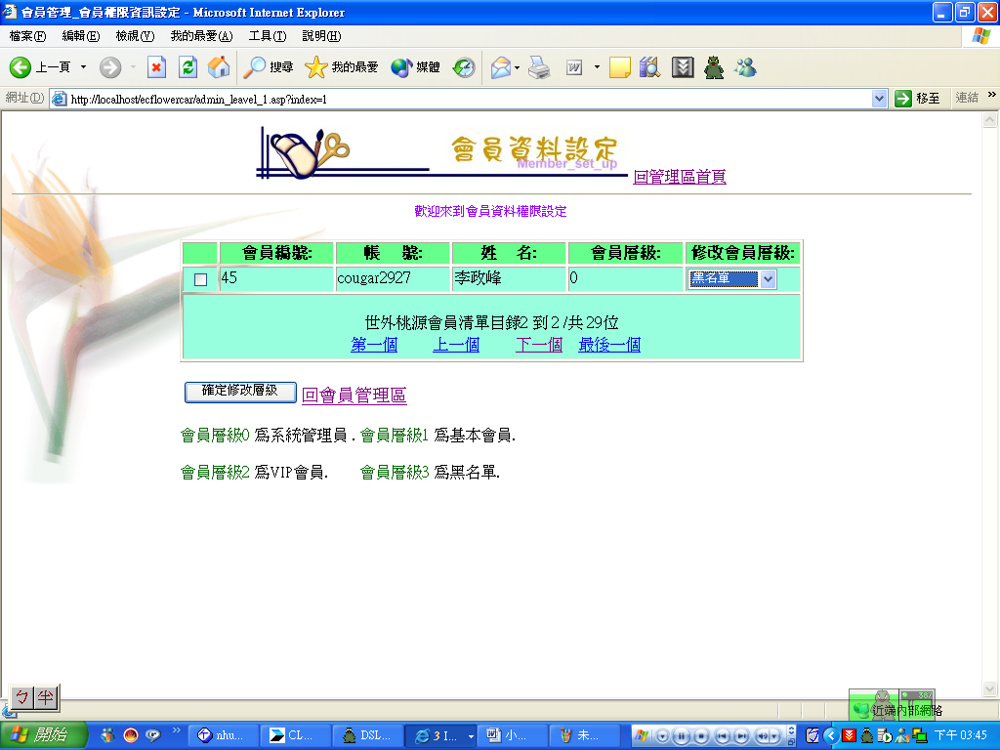 會員管理_會員權限資訊設定 - Microsoft Internet Explorer
檔案(F) 編輯(E) 檢視(V) 我的最愛(A) 工具(T) 說明(H)
上一頁 搜尋 我的最愛 媒體
網址(D) http://localhost/ecflowercar/admin_leavel_1.asp?index=1 移至 連結 »
會員資料設定
Member_set_up
回管理區首頁
歡迎來到會員資料權限設定
會員編號: 帳 號: 姓 名: 會員層級: 修改會員層級:
45 cougar2927 李政峰 0 黑名單
世外桃源會員清單目錄2 到 2 /共 29位
第一個 上一個 下一個 最後一個
確定修改層級 回會員管理區
會員層級0 為系統管理員 . 會員層級1 為基本會員.
會員層級2 為VIP會員. 會員層級3 為黑名單.
ㄅ 半
近端內部網路
開始 » nhu... CL... DSL... 3 I... 小... 未... 下午 03:45